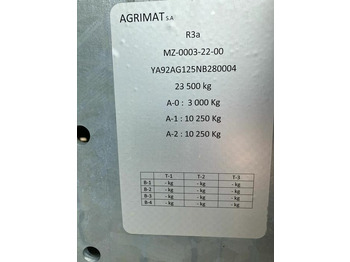 AGRIMAT S.A
R3a
MZ-0003-22-00
YA92AG125NB280004
23 500 kg
A-0 : 3 000 Kg
A-1 : 10 250 Kg
A-2 : 10 250 Kg
T-1 T-2 T-3
B-1 - kg - kg - kg
B-2 - kg - kg - kg
B-3 - kg - kg - kg
B-4 - kg - kg - kg